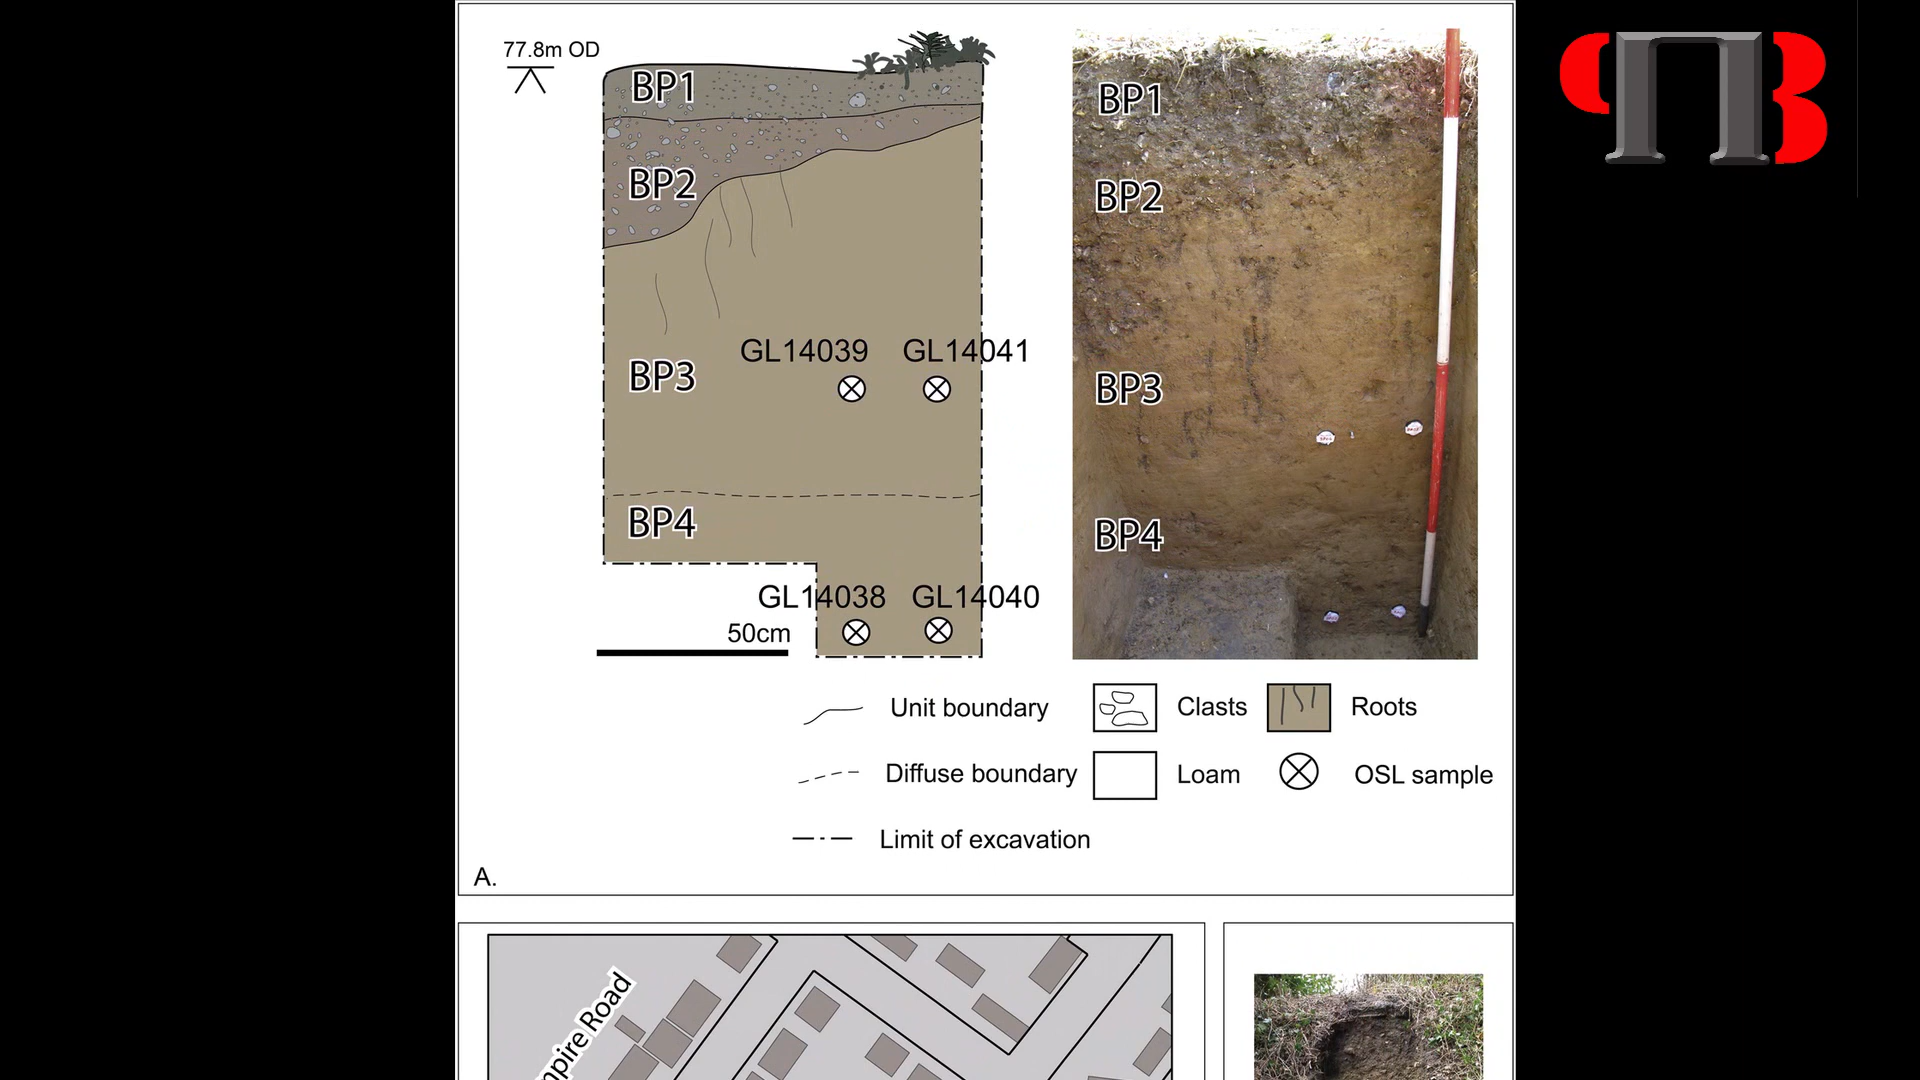 77.8m OD
BP1
BP2
BP3
GL14039 GL14041
BP4
GL14038 GL14040
50cm
BP1
BP2
BP3
BP4
Unit boundary
Clasts
Roots
Diffuse boundary
Loam
OSL sample
Limit of excavation
A.
mpire Road